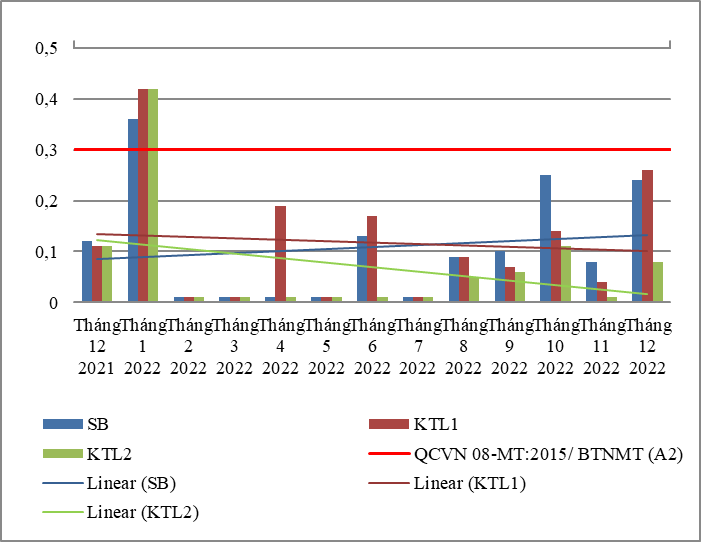 0,5
0,4
0,3
0,2
0,1
0
Tháng Tháng Tháng Tháng Tháng Tháng Tháng Tháng Tháng Tháng Tháng Tháng Tháng
12 1 2 3 4 5 6 7 8 9 10 11 12
2021 2022 2022 2022 2022 2022 2022 2022 2022 2022 2022 2022 2022
SB KTL1
KTL2 QCVN 08-MT:2015/ BTNMT (A2)
Linear (SB) Linear (KTL1)
Linear (KTL2)